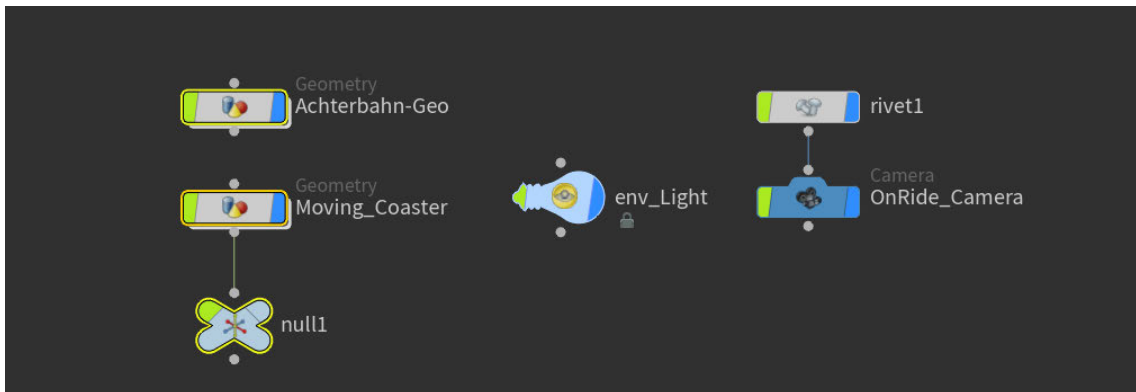 Geometry
Achterbahn-Geo
Geometry
Moving_Coaster
null1
env_Light
rivet1
Camera
OnRide_Camera